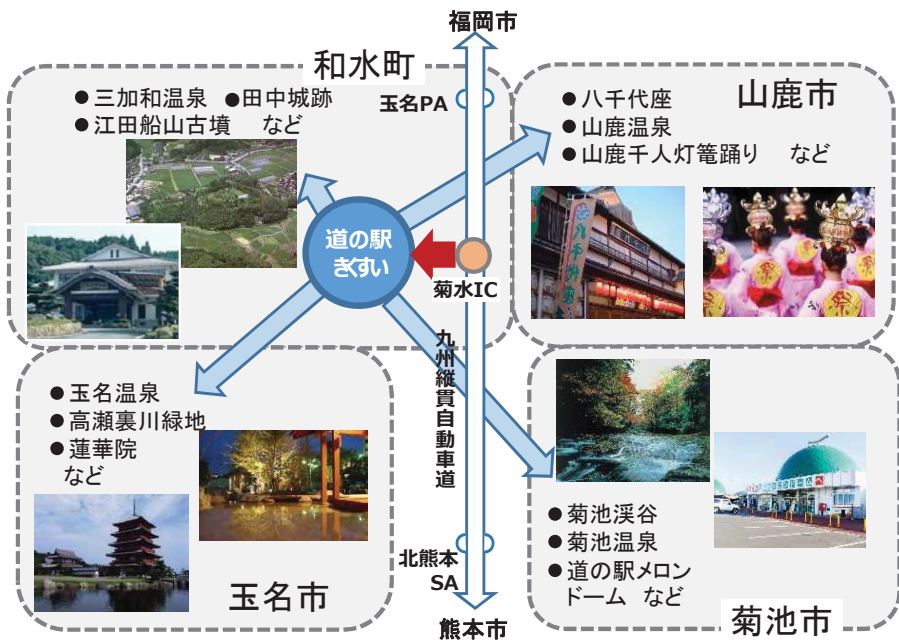 福岡市
和水町
●三加和温泉 ●田中城跡
●江田船山古墳 など
玉名PA
山鹿市
●八千代座
●山鹿温泉
●山鹿千人灯籠踊り など
道の駅
きくすい
菊水IC
九州縦貫自動車道
●玉名温泉
●高瀬裏川緑地
●蓮華院
など
玉名市
●菊池渓谷
●菊池温泉
●道の駅メロン
ドーム など
菊池市
北熊本
SA
熊本市